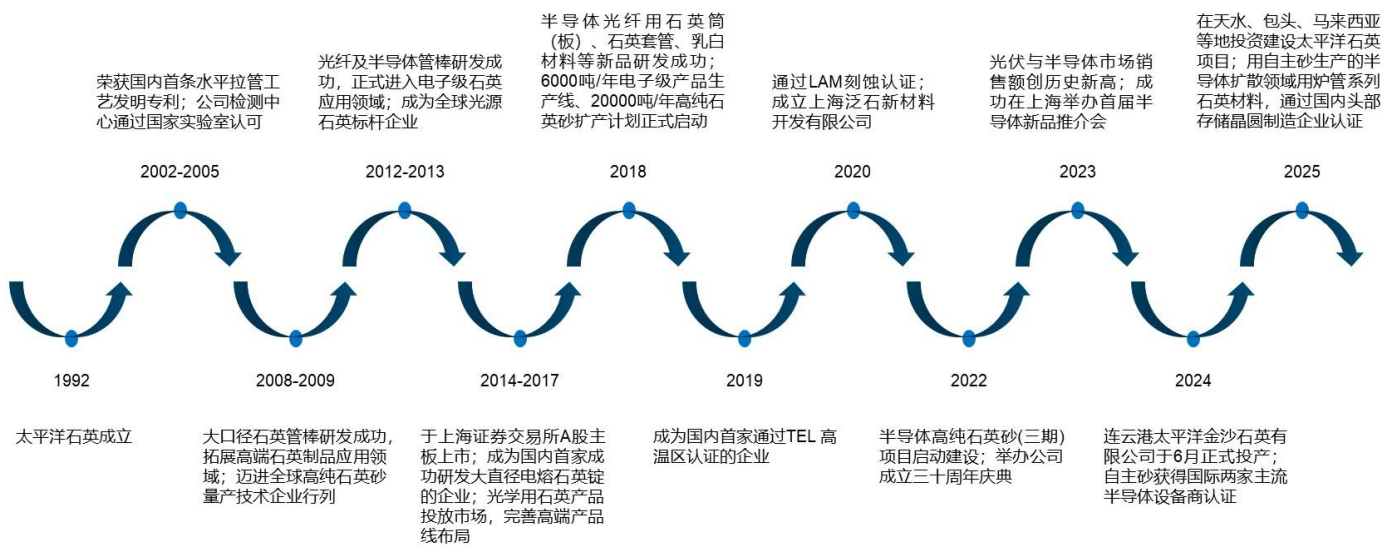 1992
太平洋石英成立
荣获国内首条水平拉管工
艺发明专利；公司检测中
心通过国家实验室认可
2002-2005
2008-2009
大口径石英管棒研发成功，
拓展高端石英制品应用领
域；迈进全球高纯石英砂
量产技术企业行列
光纤及半导体管棒研发成
功，正式进入电子级石英
应用领域；成为全球光源
石英标杆企业
2012-2013
2014-2017
于上海证券交易所A股主
板上市；成为国内首家成
功研发大直径电熔石英锭
的企业；光学用石英产品
投放市场，完善高端产品
线布局
半导体光纤用石英筒
（板）、石英套管、乳白
材料等新品研发成功；
6000吨/年电子级产品生
产线、20000吨/年高纯石
英砂扩产计划正式启动
2018
2019
成为国内首家通过TEL 高
温区认证的企业
通过LAM刻蚀认证；
成立上海泛石新材料
开发有限公司
2020
2022
半导体高纯石英砂(三期)
项目启动建设；举办公司
成立三十周年庆典
光伏与半导体市场销
售额创历史新高；成
功在上海举办首届半
导体新品推介会
2023
2024
连云港太平洋金沙石英有
限公司于6月正式投产；
自主砂获得国际两家主流
半导体设备商认证
在天水、包头、马来西亚
等地投资建设太平洋石英
项目；用自主砂生产的半
导体扩散领域用炉管系列
石英材料，通过国内头部
存储晶圆制造企业认证
2025